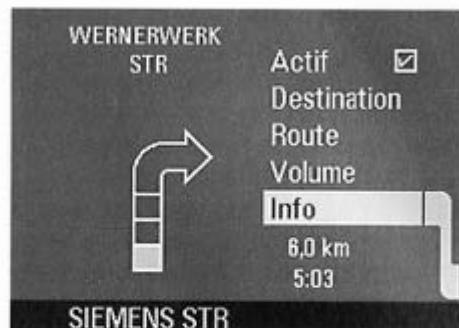 WERNERWERK
STR
Actif
Destination
Route
Volume
Info
6,0 km
5:03
SIEMENS STR